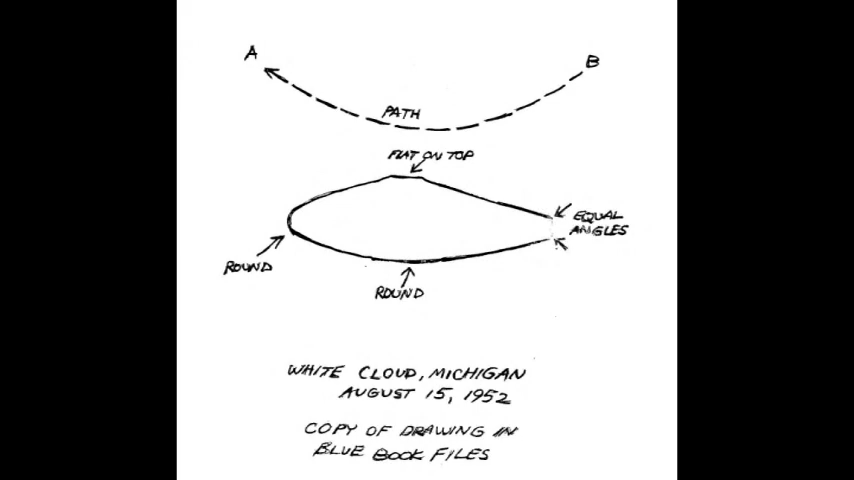 A
B
PATH
FLAT ON TOP
EQUAL
ANGLES
ROUND
ROUND
WHITE CLOUD, MICHIGAN
AUGUST 15, 1952
COPY OF DRAWING IN
BLUE BOOK FILES